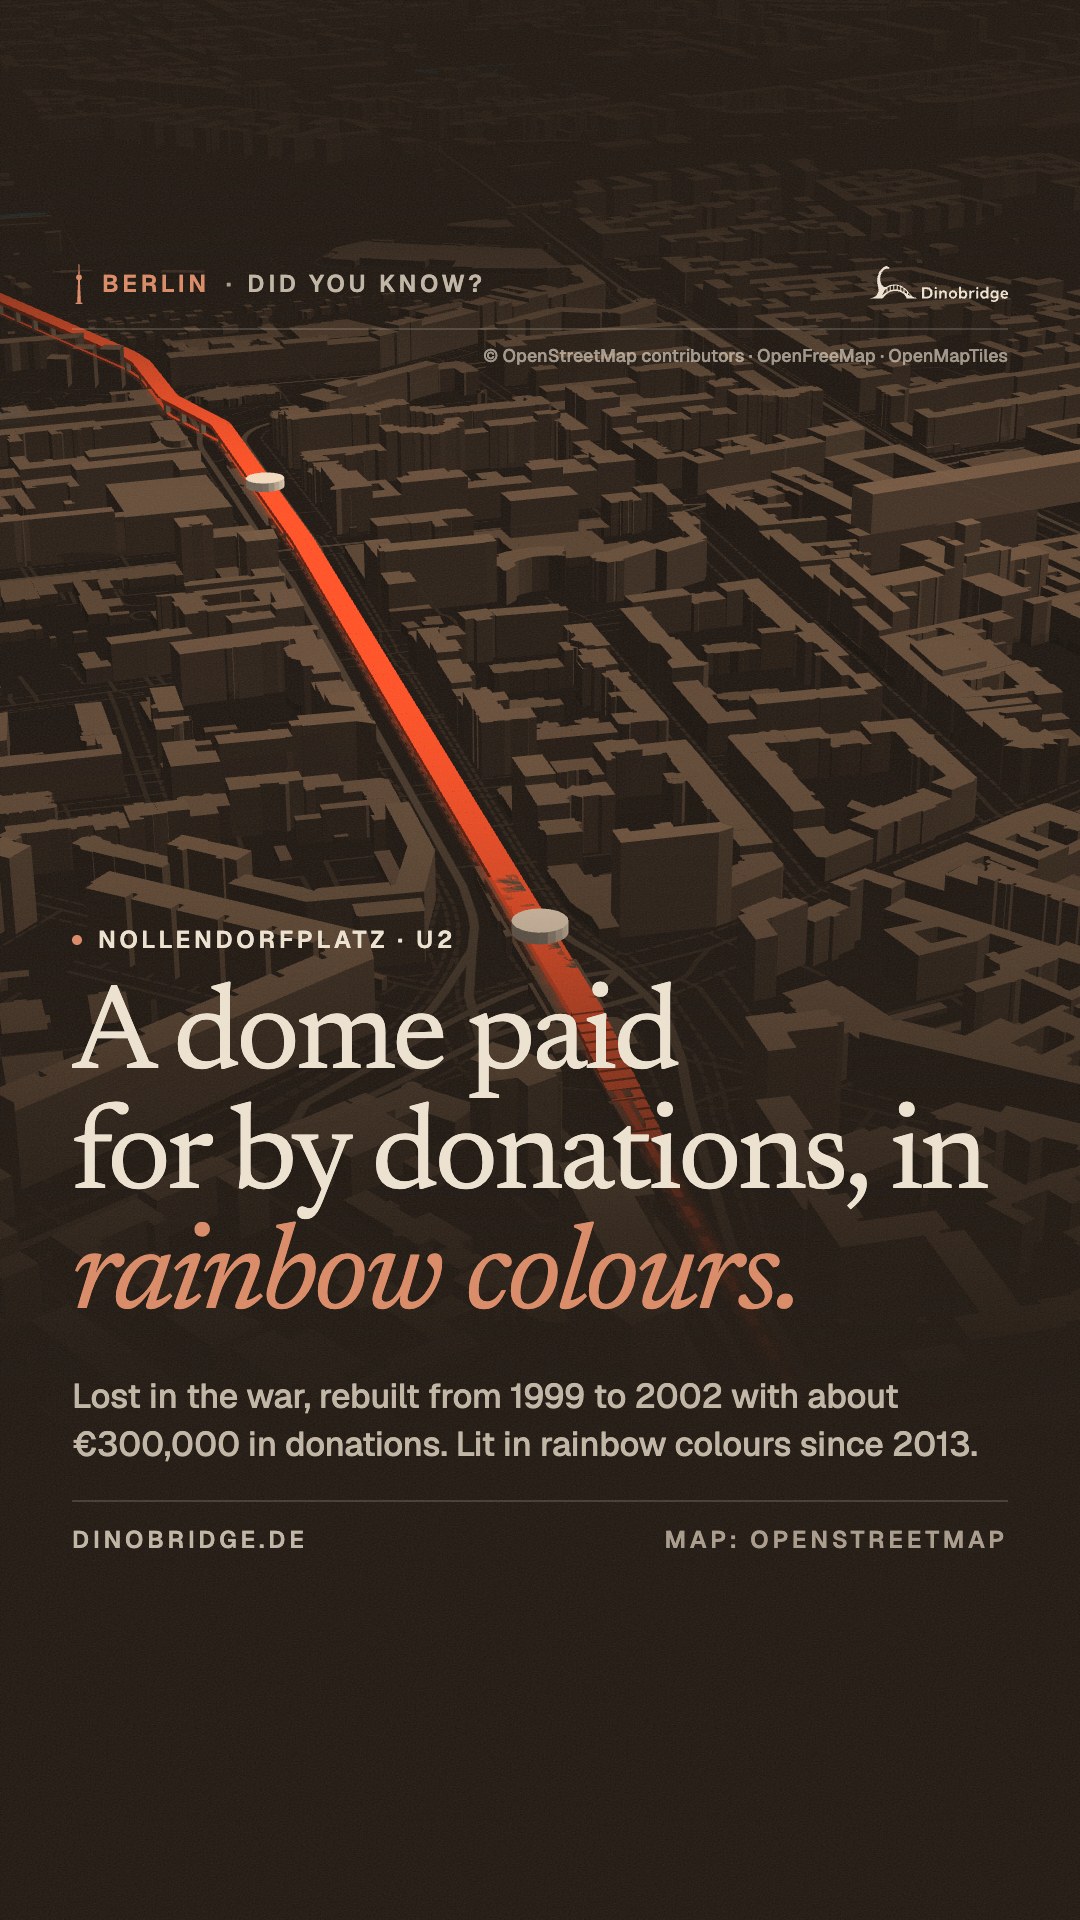 BERLIN · DID YOU KNOW?
Dinobridge
© OpenStreetMap contributors · OpenFreeMap · OpenMapTiles
NOLLENDORFPLATZ · U2
A dome paid
for by donations, in
rainbow colours.
Lost in the war, rebuilt from 1999 to 2002 with about
€300,000 in donations. Lit in rainbow colours since 2013.
DINOBRIDGE.DE
MAP: OPENSTREETMAP